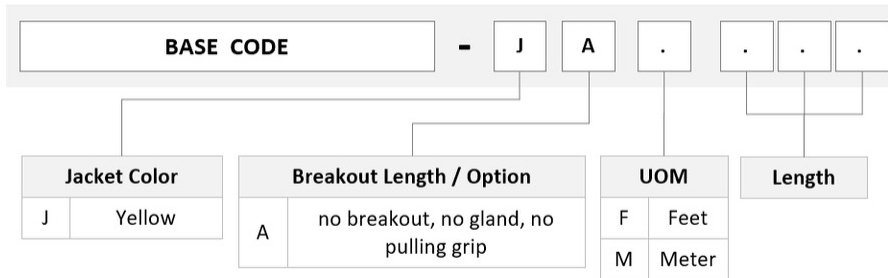 BASE CODE - J A . . . .
Jacket Color Breakout Length / Option UOM Length
J Yellow A no breakout, no gland, no pulling grip F Feet
M Meter